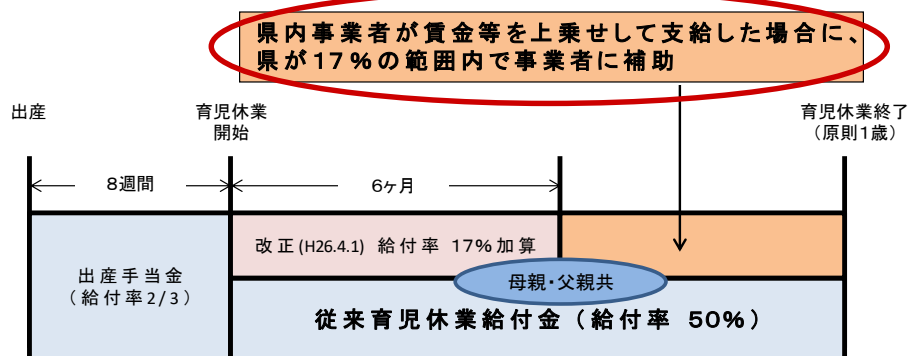 県内事業者が賃金等を上乗せして支給した場合に、
県が17%の範囲内で事業者に補助
出産
育児休業
開始
育児休業終了
(原則1歳)
8週間
6ヶ月
改正(H26.4.1) 給付率 17%加算
母親・父親共
出産手当金
(給付率2/3)
従来育児休業給付金(給付率 50%)